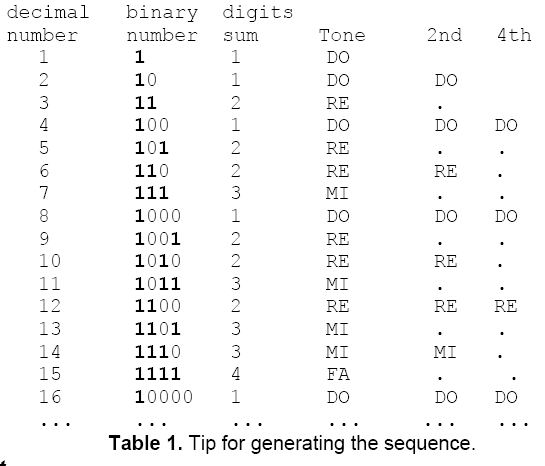 decimal binary digits
number number sum Tone 2nd 4th
1 1 1 DO
2 10 1 DO DO
3 11 2 RE .
4 100 1 DO DO DO
5 101 2 RE . .
6 110 2 RE RE .
7 111 3 MI . .
8 1000 1 DO DO DO
9 1001 2 RE . .
10 1010 2 RE RE .
11 1011 3 MI . .
12 1100 2 RE RE RE
13 1101 3 MI . .
14 1110 3 MI MI .
15 1111 4 FA . .
16 10000 1 DO DO DO
... ... ... ... ... ...
Table 1. Tip for generating the sequence.